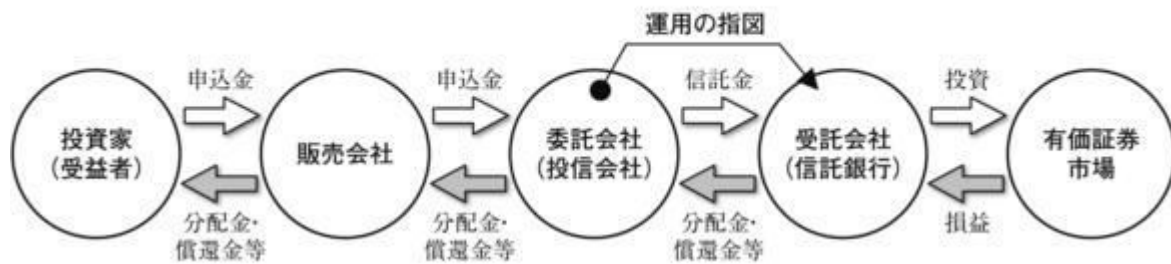 運用の指図
申込金
申込金
信託金
投資
投資家
(受益者)
販売会社
委託会社
(投信会社)
受託会社
(信託銀行)
有価証券
市場
分配金・
償還金等
分配金・
償還金等
分配金・
償還金等
損益